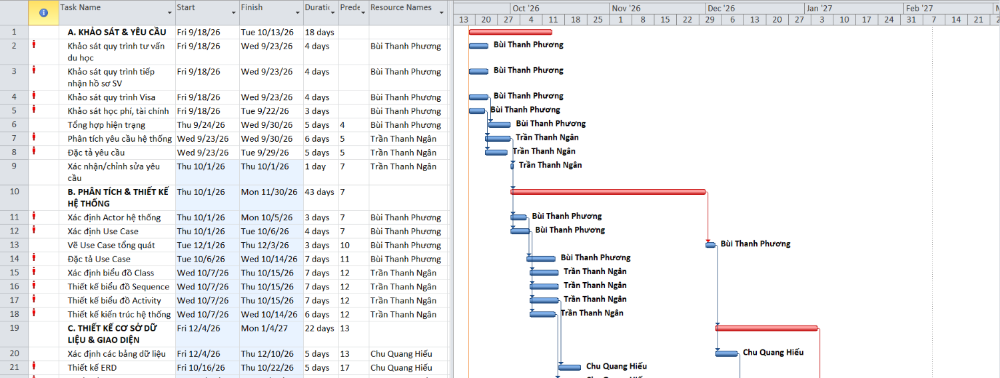 Task Name Start Finish Duratic Prede Resource Names
Oct '26 Nov '26 Dec '26 Jan '27 Feb '27
13 20 27 4 11 18 25 1 8 15 22 29 6 13 20 27 3 10 17 24 31 7 14 21
1 A. KHẢO SÁT & YÊU CẦU Fri 9/18/26 Tue 10/13/26 18 days
2 Khảo sát quy trình tư vấn Fri 9/18/26 Wed 9/23/26 4 days Bùi Thanh Phương Bùi Thanh Phương
du học
3 Khảo sát quy trình tiếp Fri 9/18/26 Wed 9/23/26 4 days Bùi Thanh Phương Bùi Thanh Phương
nhận hồ sơ SV
4 Khảo sát quy trình Visa Fri 9/18/26 Wed 9/23/26 4 days Bùi Thanh Phương Bùi Thanh Phương
5 Khảo sát học phí, tài chính Fri 9/18/26 Tue 9/22/26 3 days Bùi Thanh Phương Bùi Thanh Phương
6 Tổng hợp hiện trạng Thu 9/24/26 Wed 9/30/26 5 days 4 Bùi Thanh Phương Bùi Thanh Phương
7 Phân tích yêu cầu hệ thống Wed 9/23/26 Wed 9/30/26 6 days 5 Trần Thanh Ngân Trần Thanh Ngân
8 Đặc tả yêu cầu Wed 9/23/26 Tue 9/29/26 5 days 5 Trần Thanh Ngân Trần Thanh Ngân
9 Xác nhận/chỉnh sửa yêu Thu 10/1/26 Thu 10/1/26 1 day 7 Trần Thanh Ngân Trần Thanh Ngân
cầu
10 B. PHÂN TÍCH & THIẾT KẾ Thu 10/1/26 Mon 11/30/26 43 days 7
HỆ THỐNG
11 Xác định Actor hệ thống Thu 10/1/26 Mon 10/5/26 3 days 7 Bùi Thanh Phương Bùi Thanh Phương
12 Xác định Use Case Thu 10/1/26 Tue 10/6/26 4 days 7 Bùi Thanh Phương Bùi Thanh Phương
13 Vẽ Use Case tổng quát Tue 12/1/26 Thu 12/3/26 3 days 10 Bùi Thanh Phương Bùi Thanh Phương
14 Đặc tả Use Case Tue 10/6/26 Wed 10/14/26 7 days 11 Bùi Thanh Phương Bùi Thanh Phương
15 Xác định biểu đồ Class Wed 10/7/26 Thu 10/15/26 7 days 12 Trần Thanh Ngân Trần Thanh Ngân
16 Thiết kế biểu đồ Sequence Wed 10/7/26 Thu 10/15/26 7 days 12 Trần Thanh Ngân Trần Thanh Ngân
17 Thiết kế biểu đồ Activity Wed 10/7/26 Thu 10/15/26 7 days 12 Trần Thanh Ngân Trần Thanh Ngân
18 Thiết kế kiến trúc hệ thống Wed 10/7/26 Wed 10/14/26 6 days 12 Trần Thanh Ngân Trần Thanh Ngân
19 C. THIẾT KẾ CƠ SỞ DỮ Fri 12/4/26 Mon 1/4/27 22 days 13
LIỆU & GIAO DIỆN
20 Xác định các bảng dữ liệu Fri 12/4/26 Thu 12/10/26 5 days 13 Chu Quang Hiếu Chu Quang Hiếu
21 Thiết kế ERD Fri 10/16/26 Thu 10/22/26 5 days 17 Chu Quang Hiếu Chu Quang Hiếu